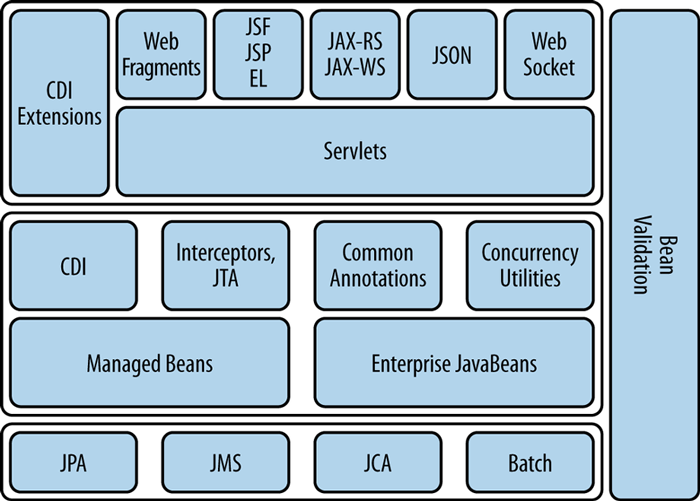 CDI
Extensions
Web
Fragments
JSF
JSP
EL
JAX-RS
JAX-WS
JSON
Web
Socket
Servlets
CDI
Interceptors,
JTA
Common
Annotations
Concurrency
Utilities
Managed Beans
Enterprise JavaBeans
JPA
JMS
JCA
Batch
Bean
Validation